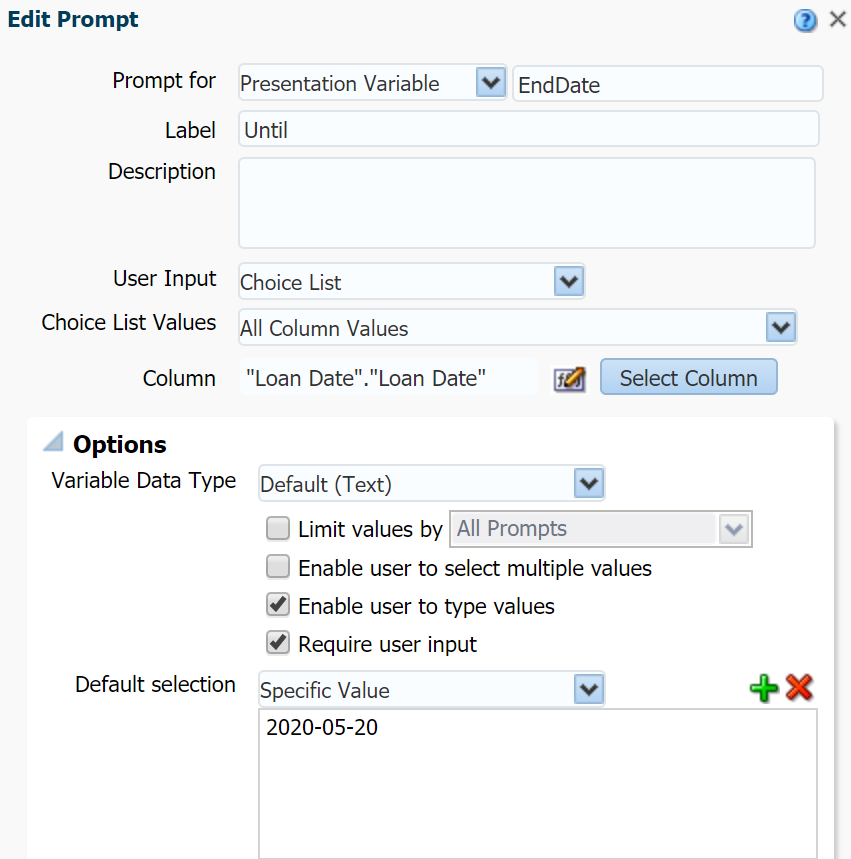 Edit Prompt
Prompt for Presentation Variable EndDate
Label Until
Description
User Input Choice List
Choice List Values All Column Values
Column "Loan Date"."Loan Date" Select Column
Options
Variable Data Type Default (Text)
Limit values by All Prompts
Enable user to select multiple values
Enable user to type values
Require user input
Default selection Specific Value
2020-05-20